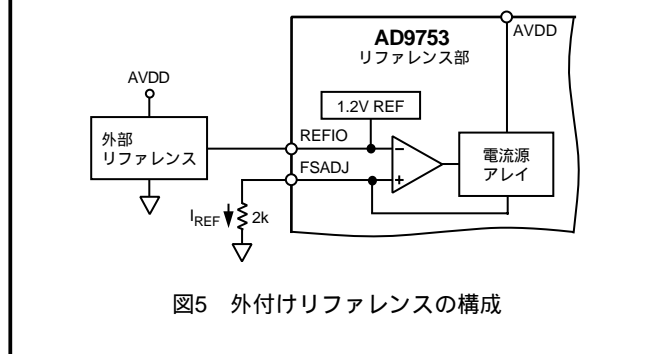 AD9753
リファレンス部
AVDD
AVDD
1.2V REF
外部
リファレンス
REFIO
FSADJ
電流源
アレイ
IREF
2k
図5 外付けリファレンスの構成